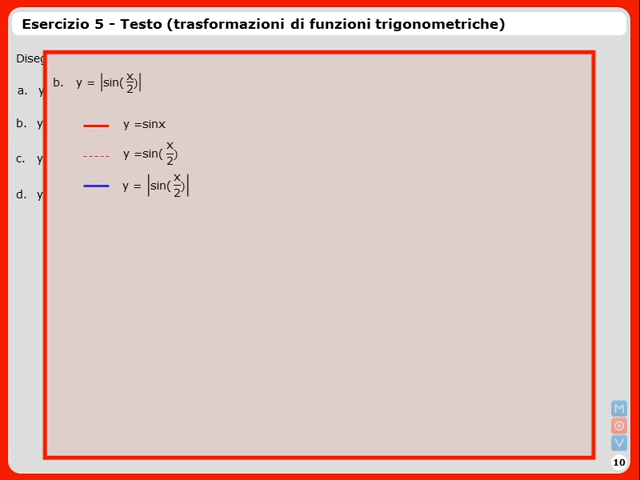 Esercizio 5 - Testo (trasformazioni di funzioni trigonometriche)
Diseg
a. y
b. y
c. y
d. y
b. y = |sin(x/2)|
y =sinx
y =sin(x/2)
y = |sin(x/2)|
M
O
V
10